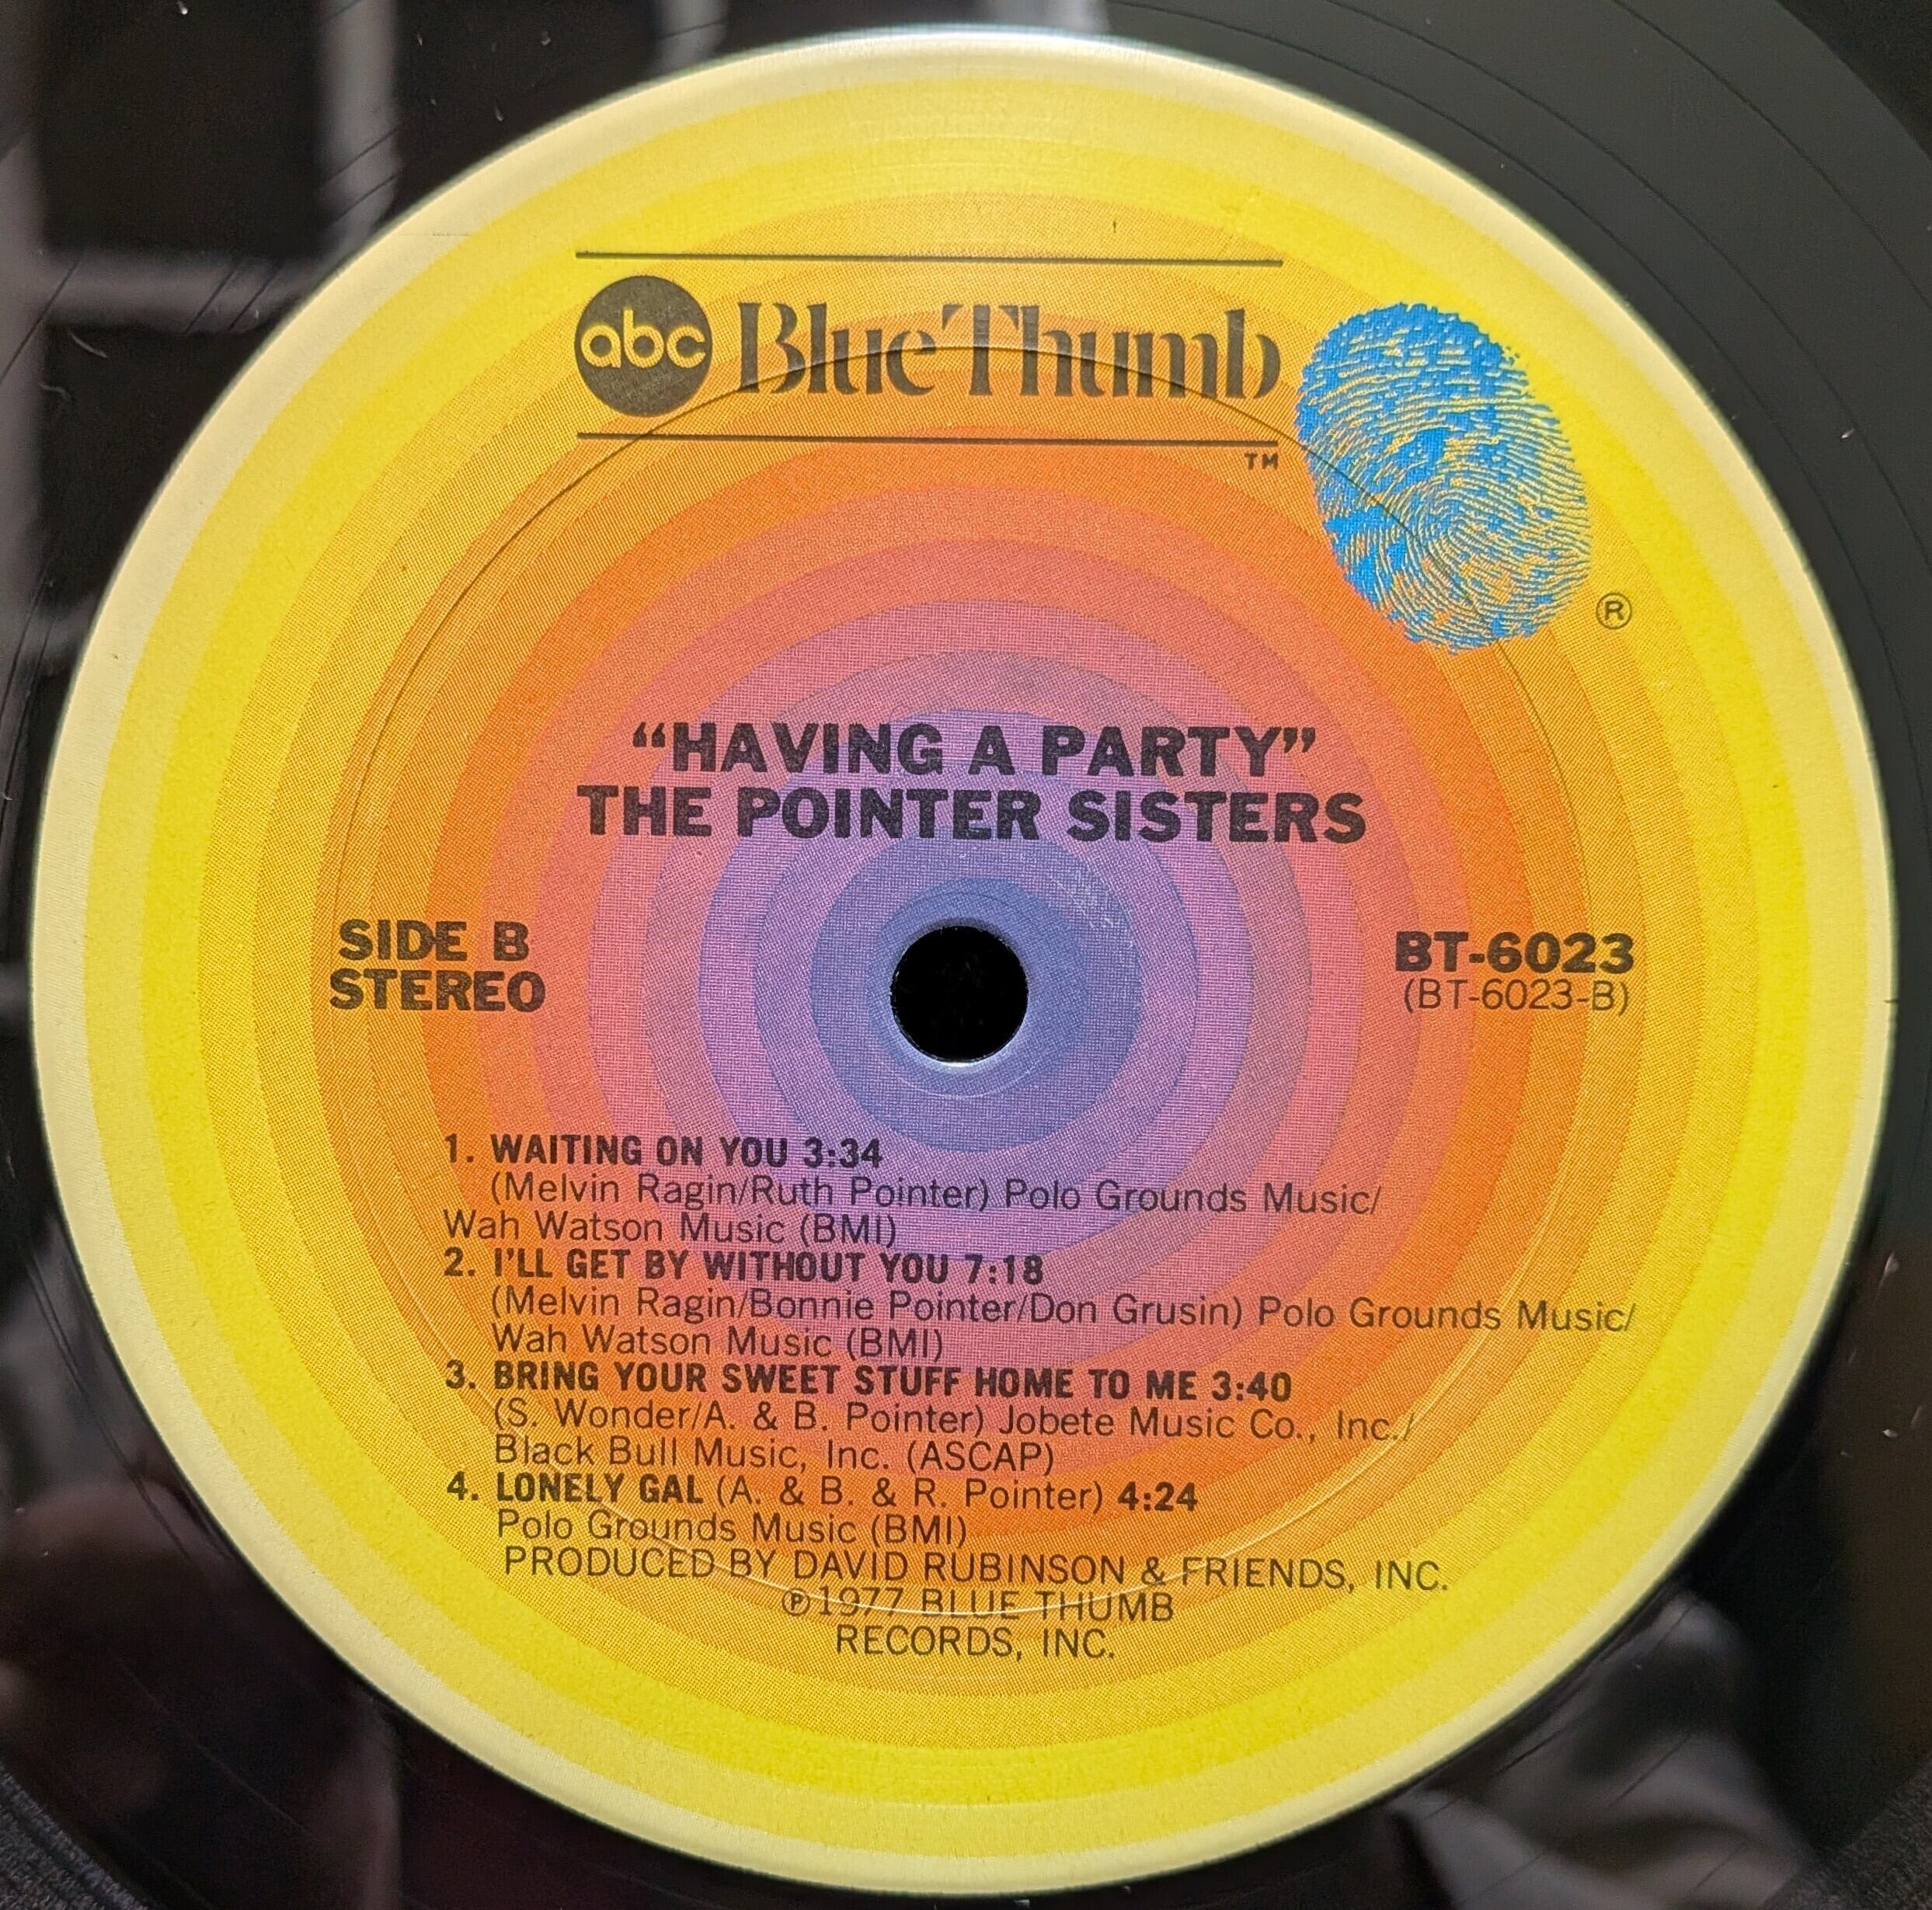 abc Blue Thumb
TM
®
“HAVING A PARTY”
THE POINTER SISTERS
SIDE B
STEREO
BT-6023
(BT-6023-B)
1. WAITING ON YOU 3:34
(Melvin Ragin/Ruth Pointer) Polo Grounds Music/
Wah Watson Music (BMI)
2. I'LL GET BY WITHOUT YOU 7:18
(Melvin Ragin/Bonnie Pointer/Don Grusin) Polo Grounds Music/
Wah Watson Music (BMI)
3. BRING YOUR SWEET STUFF HOME TO ME 3:40
(S. Wonder/A. & B. Pointer) Jobete Music Co., Inc./
Black Bull Music, Inc. (ASCAP)
4. LONELY GAL (A. & B. & R. Pointer) 4:24
Polo Grounds Music (BMI)
PRODUCED BY DAVID RUBINSON & FRIENDS, INC.
℗1977 BLUE THUMB
RECORDS, INC.